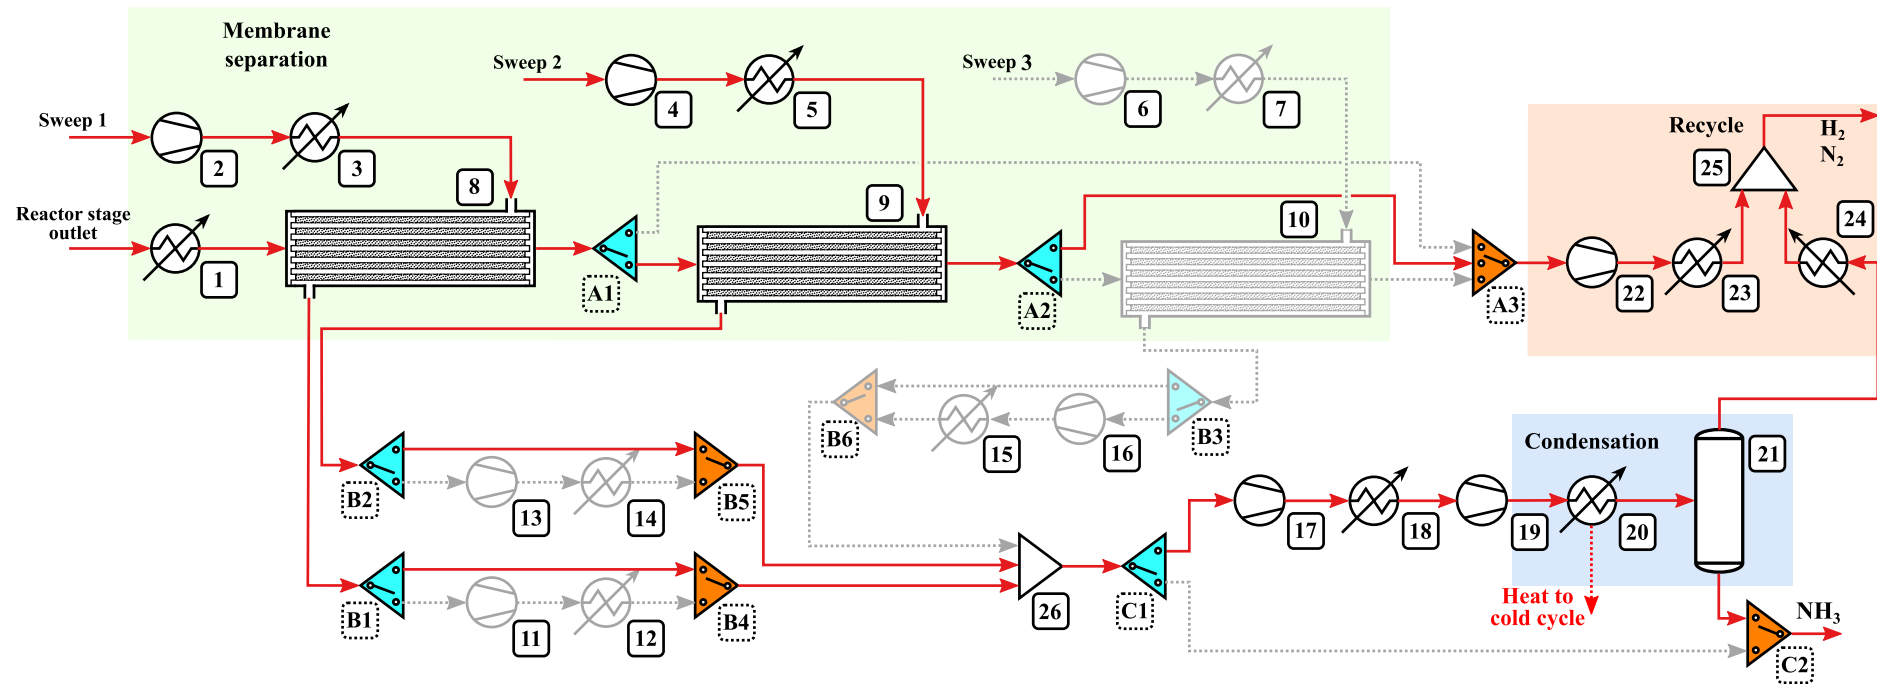 Membrane
separation
Sweep 1
2
3
Sweep 2
4
5
Sweep 3
6
7
Reactor stage
outlet
1
8
A1
9
A2
10
A3
Recycle
22
23
24
25
H2
N2
B6
15
16
B3
B2
13
14
B5
B1
11
12
B4
26
C1
17
18
19
Condensation
20
21
Heat to
cold cycle
NH3
C2